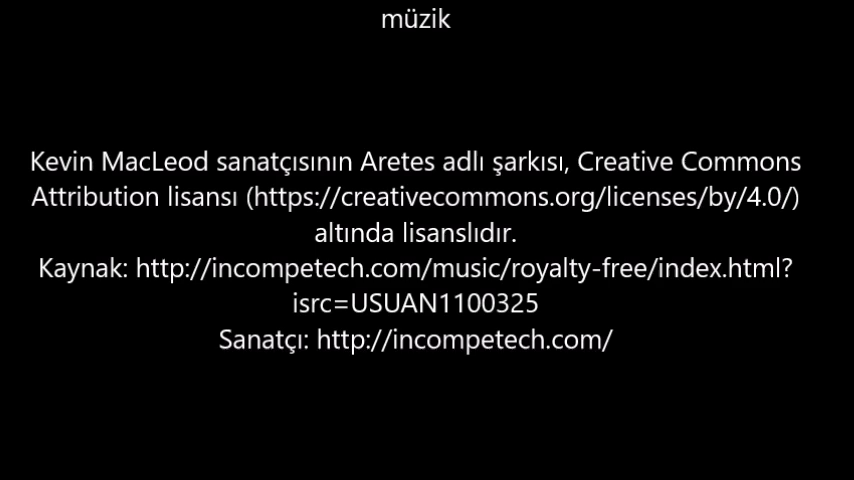 müzik
Kevin MacLeod sanatçısının Aretes adlı şarkısı, Creative Commons
Attribution lisansı (https://creativecommons.org/licenses/by/4.0/)
altında lisanslıdır.
Kaynak: http://incompetech.com/music/royalty-free/index.html?
isrc=USUAN1100325
Sanatçı: http://incompetech.com/